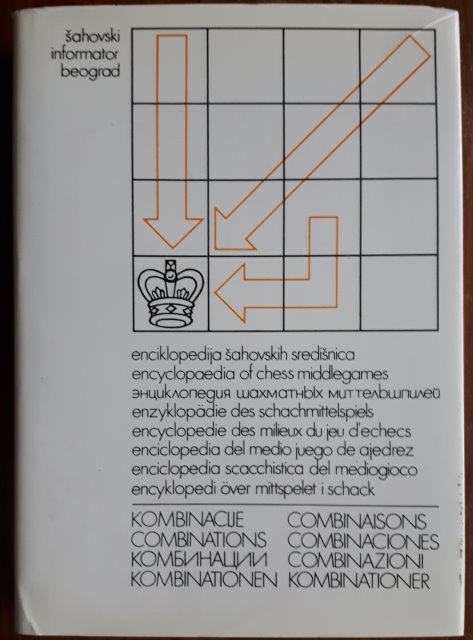 šahovski
informator
beograd
enciklopedija šahovskih središnica
encyclopaedia of chess middlegames
энциклопедия шахматных миттельшпилей
enzyklopädie des schachmittelspiels
encyclopedie des milieux du jeu d'echecs
enciclopedia del medio juego de ajedrez
enciclopedia scacchistica del mediogioco
encyklopedi över mittspelet i schack
KOMBINACIJE COMBINAISONS
COMBINATIONS COMBINACIONES
КОМБИНАЦИИ COMBINAZIONI
KOMBINATIONEN KOMBINATIONER